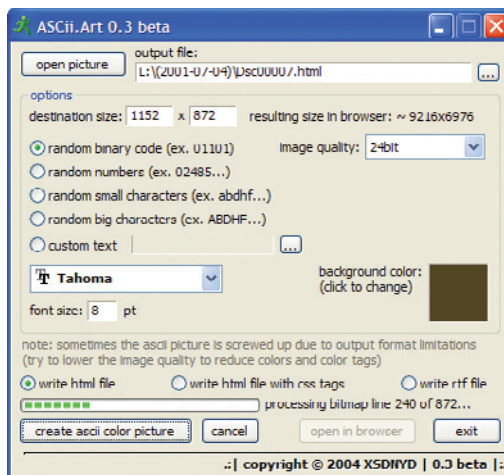 ASCii.Art 0.3 beta
open picture
output file:
L:\(2001-07-04)\Dsc00007.html
...
options
destination size: 1152 x 872 resulting size in browser: ~ 9216x6976
random binary code (ex. 01101) image quality: 24bit
random numbers (ex. 02485...)
random small characters (ex. abdhf...)
random big characters (ex. ABDHF...)
custom text ...
Tahoma
background color:
(click to change)
font size: 8 pt
note: sometimes the ascii picture is screwed up due to output format limitations
(try to lower the image quality to reduce colors and color tags)
write html file write html file with css tags write rtf file
processing bitmap line 240 of 872...
create ascii color picture cancel open in browser exit
.:| copyright © 2004 XSDNYD | 0.3 beta |: